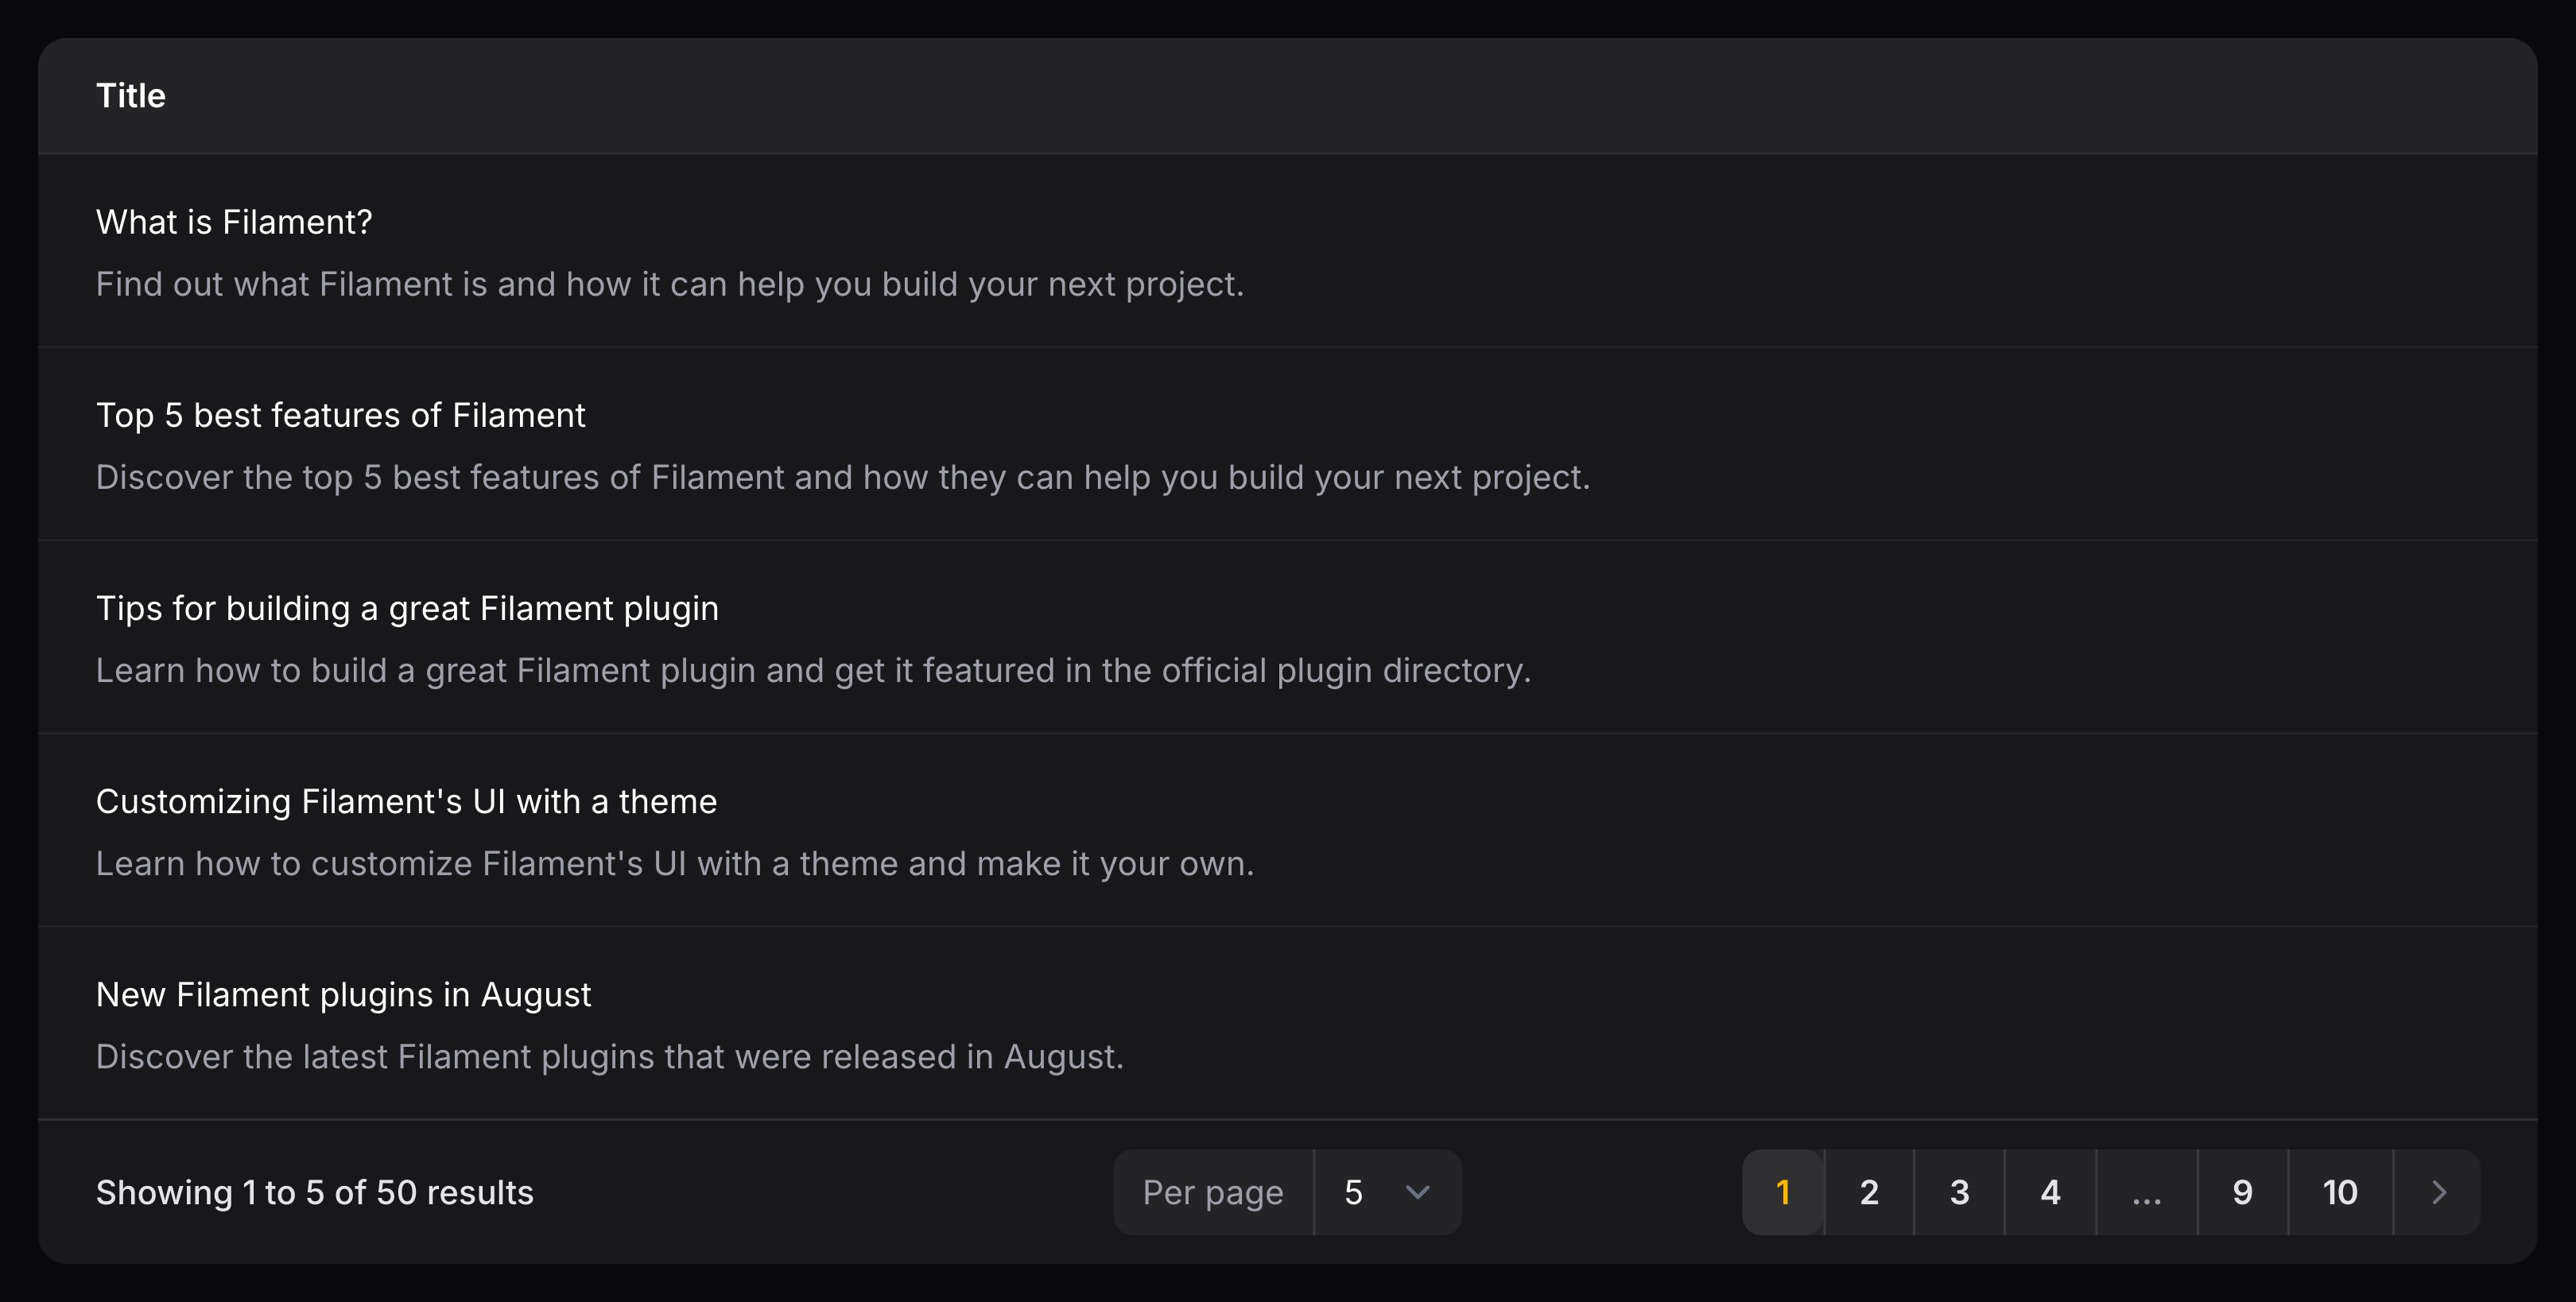 Title
What is Filament?
Find out what Filament is and how it can help you build your next project.
Top 5 best features of Filament
Discover the top 5 best features of Filament and how they can help you build your next project.
Tips for building a great Filament plugin
Learn how to build a great Filament plugin and get it featured in the official plugin directory.
Customizing Filament's UI with a theme
Learn how to customize Filament's UI with a theme and make it your own.
New Filament plugins in August
Discover the latest Filament plugins that were released in August.
Showing 1 to 5 of 50 results Per page 5 1 2 3 4 ... 9 10